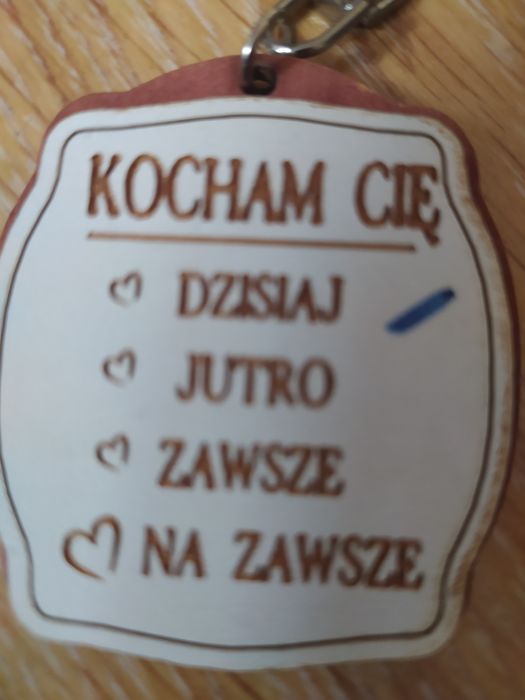 KOCHAM CIĘ
DZISIAJ
JUTRO
ZAWSZE
NA ZAWSZE